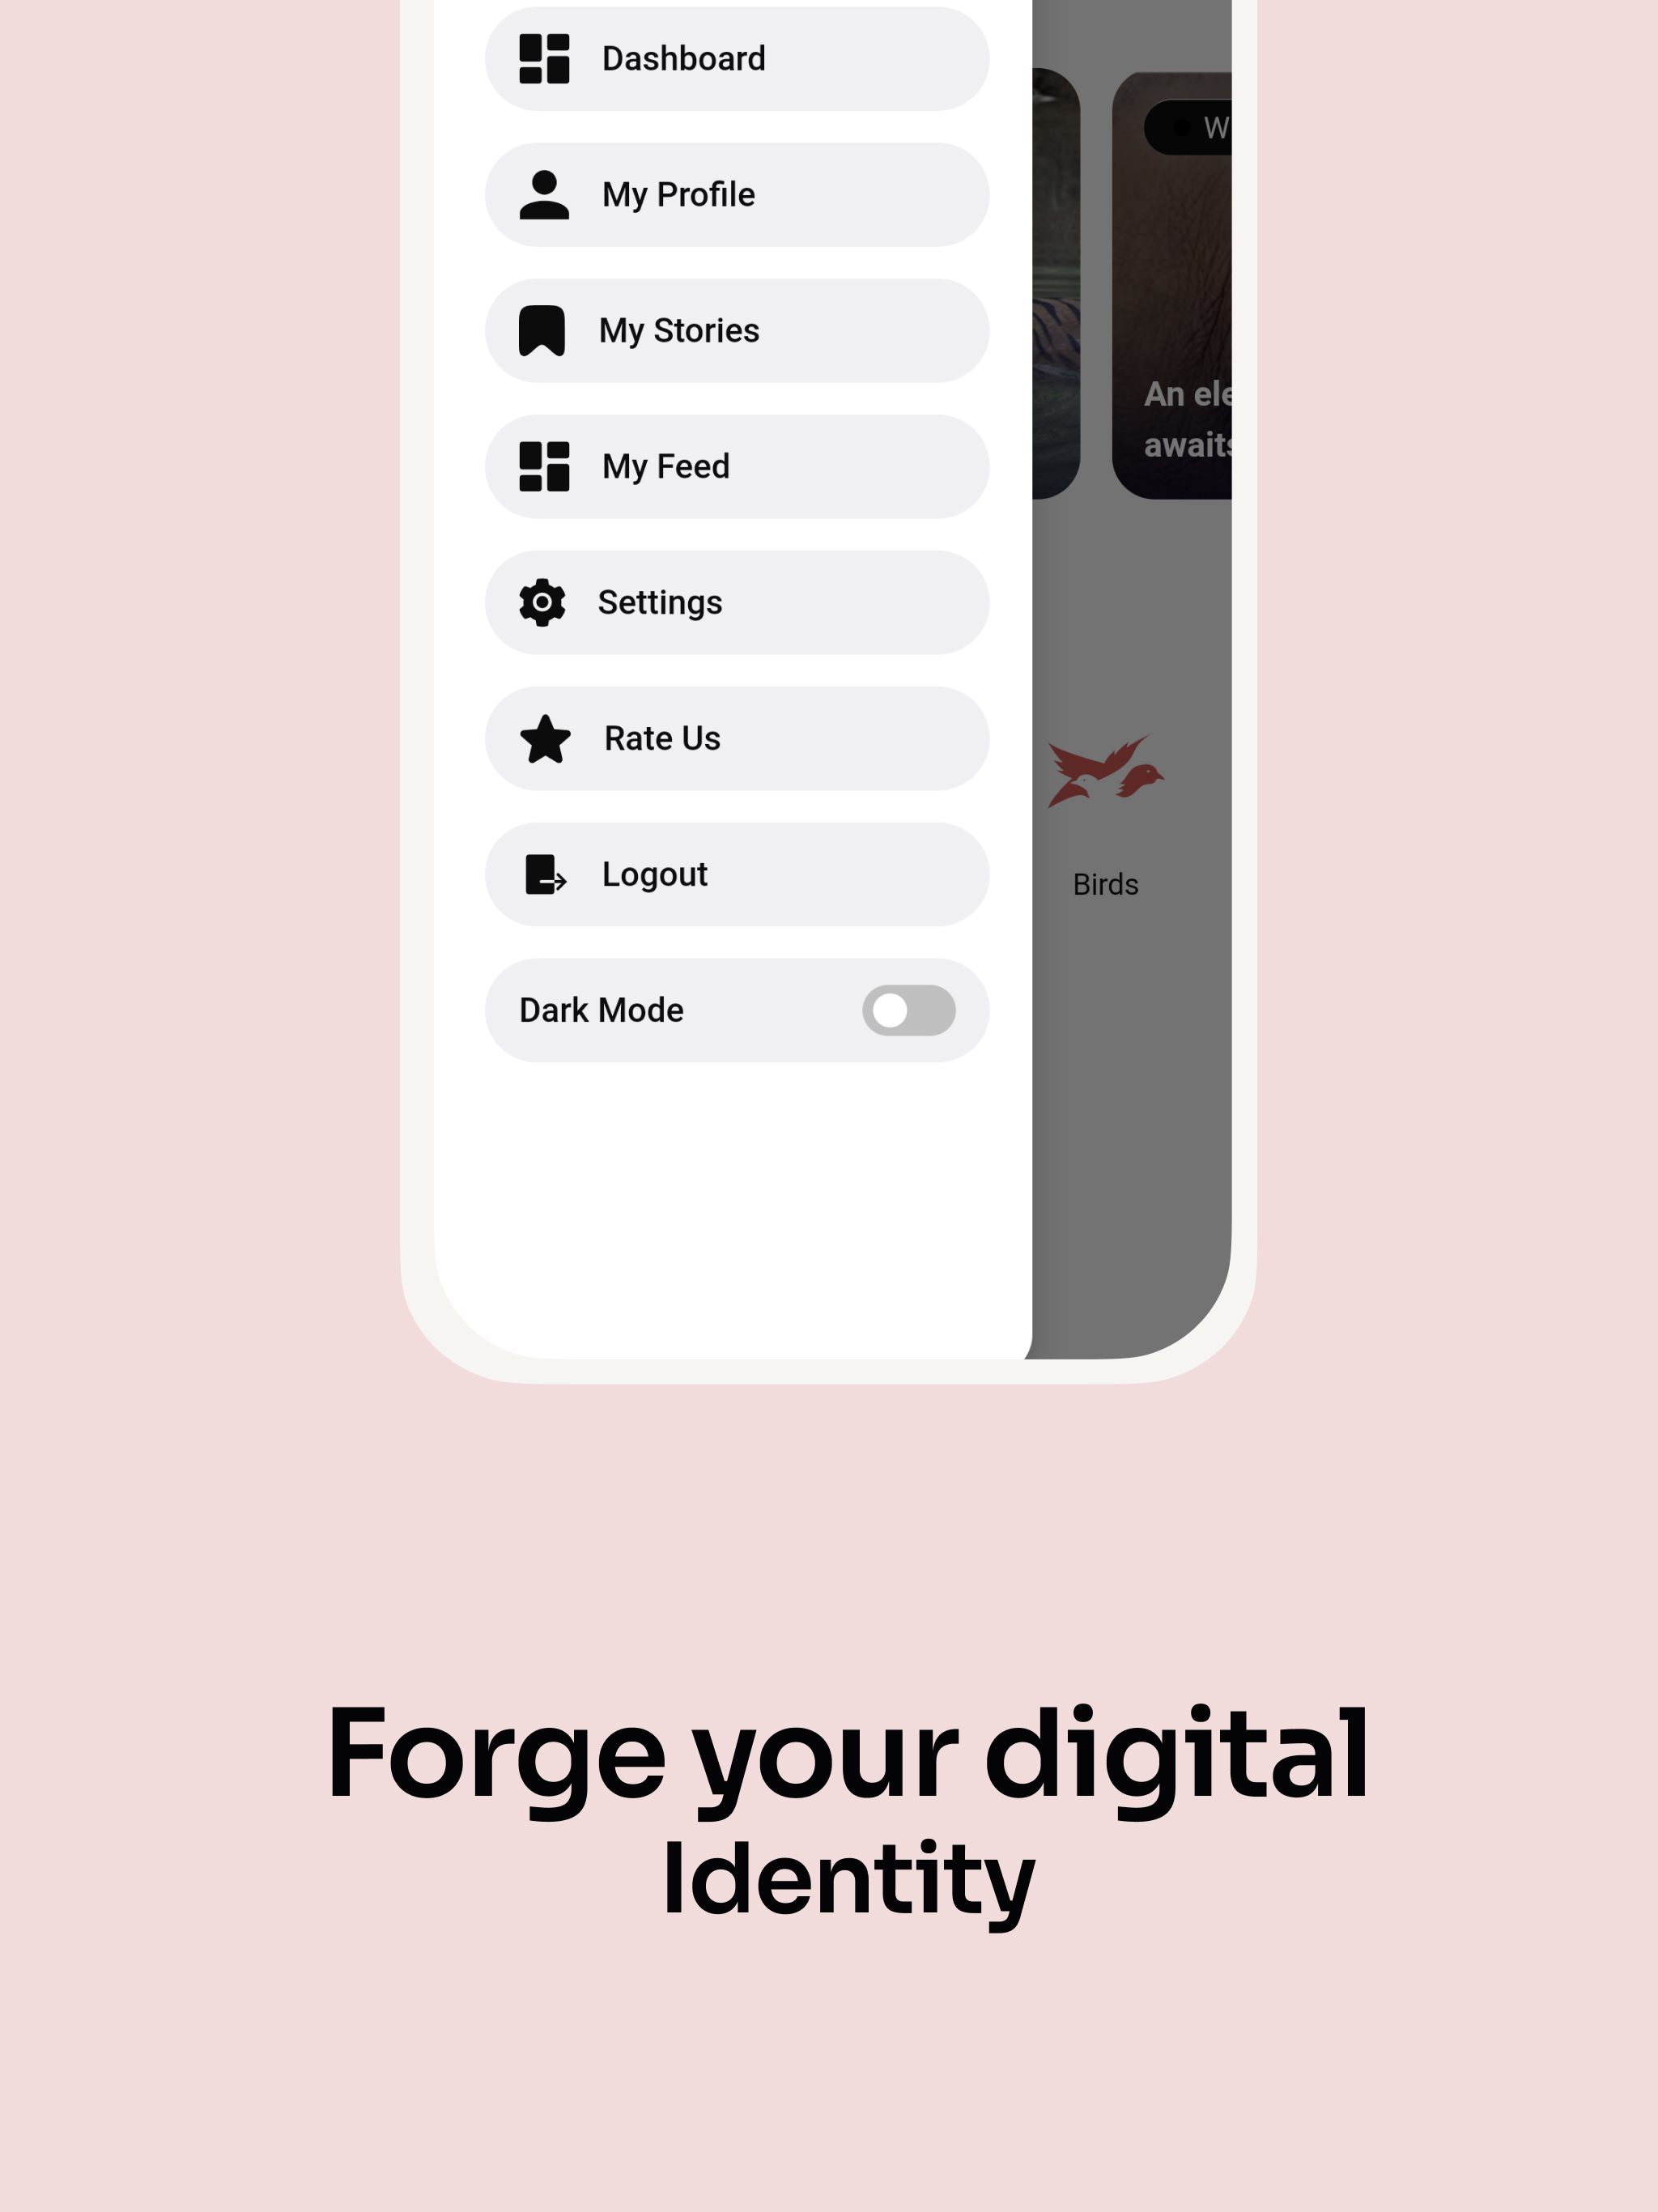 Dashboard
My Profile
My Stories
My Feed
Settings
Rate Us
Logout
Dark Mode
W
An ele
awaits
Birds
Forge your digital
Identity